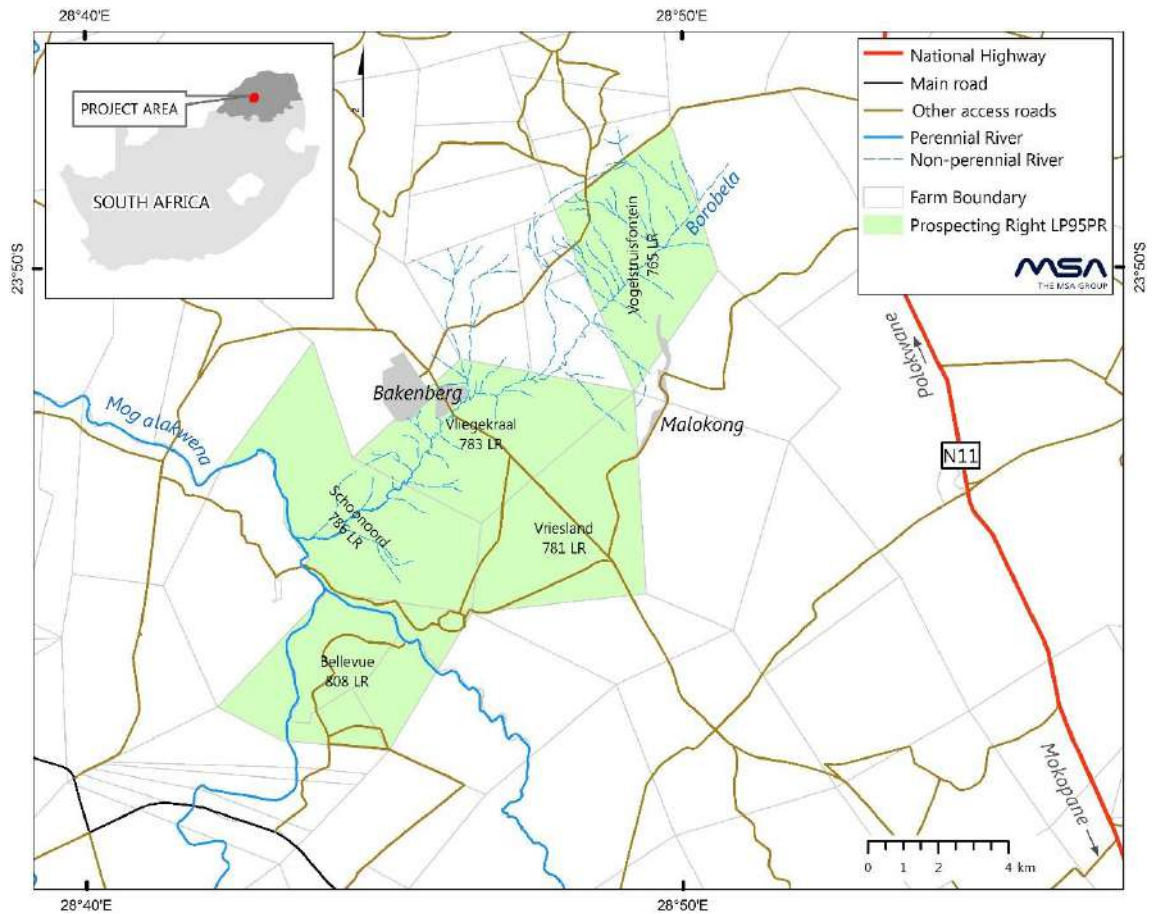 28°40'E
28°50'E
PROJECT AREA
SOUTH AFRICA
National Highway
Main road
Other access roads
Perennial River
Non-perennial River
Farm Boundary
Prospecting Right LP95PR
MSA
THE MSA GROUP
23°50'S
23°50'S
Borobela
Vogelstruisfontein
765 LR
Polokwane
Bakenberg
Mogalakwena
Vliegekraal
783 LR
Malokong
N11
Schoonoord
786 LR
Vriesland
781 LR
Bellevue
808 LR
Mokopane
0 1 2 4 km
28°40'E
28°50'E